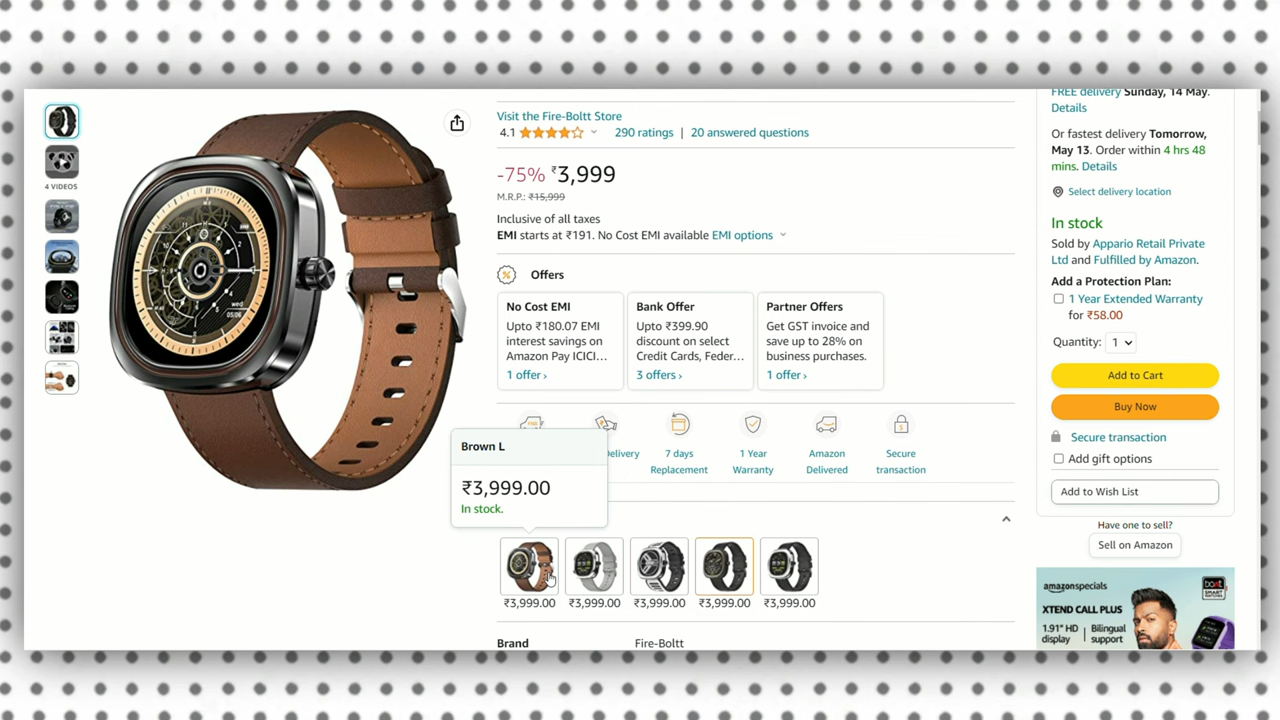 4 VIDEOS
Visit the Fire-Boltt Store
4.1
290 ratings | 20 answered questions
-75% ₹3,999
M.R.P.: ₹15,999
Inclusive of all taxes
EMI starts at ₹191. No Cost EMI available EMI options
Offers
No Cost EMI
Upto ₹180.07 EMI
interest savings on
Amazon Pay ICICI...
1 offer ›
Bank Offer
Upto ₹399.90
discount on select
Credit Cards, Feder...
3 offers ›
Partner Offers
Get GST invoice and
save up to 28% on
business purchases.
1 offer ›
Delivery
7 days
Replacement
1 Year
Warranty
Amazon
Delivered
Secure
transaction
Brown L
₹3,999.00
In stock.
₹3,999.00
₹3,999.00
₹3,999.00
₹3,999.00
₹3,999.00
Brand
Fire-Boltt
FREE delivery Sunday, 14 May.
Details
Or fastest delivery Tomorrow,
May 13. Order within 4 hrs 48
mins. Details
Select delivery location
In stock
Sold by Appario Retail Private
Ltd and Fulfilled by Amazon.
Add a Protection Plan:
1 Year Extended Warranty
for ₹58.00
Quantity: 1
Add to Cart
Buy Now
Secure transaction
Add gift options
Add to Wish List
Have one to sell?
Sell on Amazon
amazonspecials
boAt
XTEND CALL PLUS
1.91" HD
display
Bilingual
support